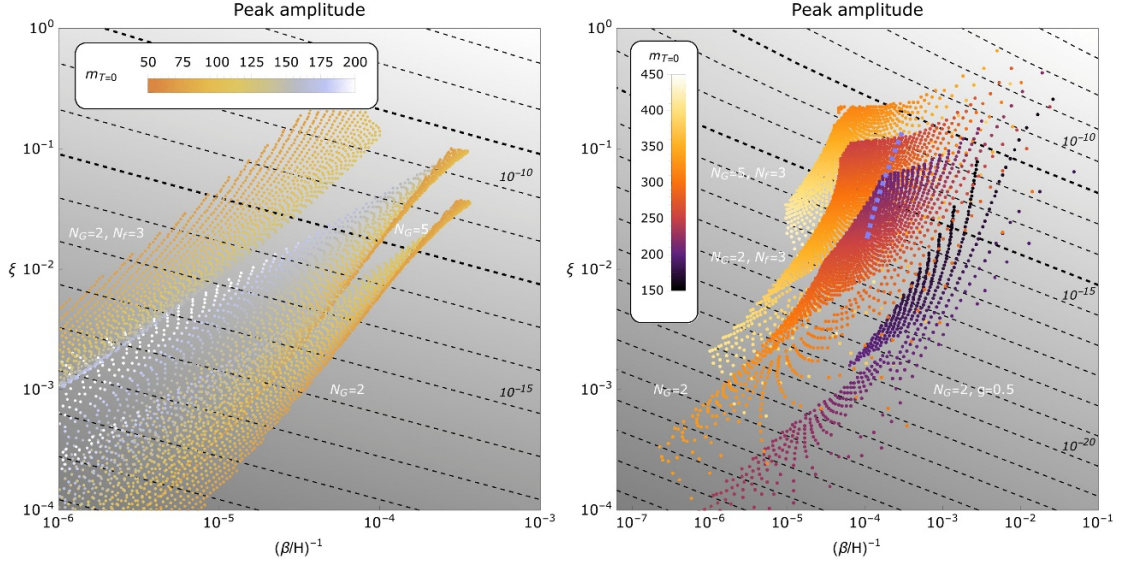 Peak amplitude
10⁰
10⁻¹
10⁻²
10⁻³
10⁻⁴
ξ
m_{T=0}
50 75 100 125 150 175 200
10⁻¹⁰
N_G=2, N_f=3
N_G=5
10⁻¹⁵
N_G=2
10⁻⁶ 10⁻⁵ 10⁻⁴ 10⁻³
(β/H)⁻¹
Peak amplitude
10⁰
10⁻¹
10⁻²
10⁻³
10⁻⁴
ξ
m_{T=0}
450
400
350
300
250
200
150
10⁻¹⁰
N_G=5, N_f=3
N_G=2, N_f=3
10⁻¹⁵
N_G=2
N_G=2, g=0.5
10⁻²⁰
10⁻⁷ 10⁻⁶ 10⁻⁵ 10⁻⁴ 10⁻³ 10⁻² 10⁻¹
(β/H)⁻¹